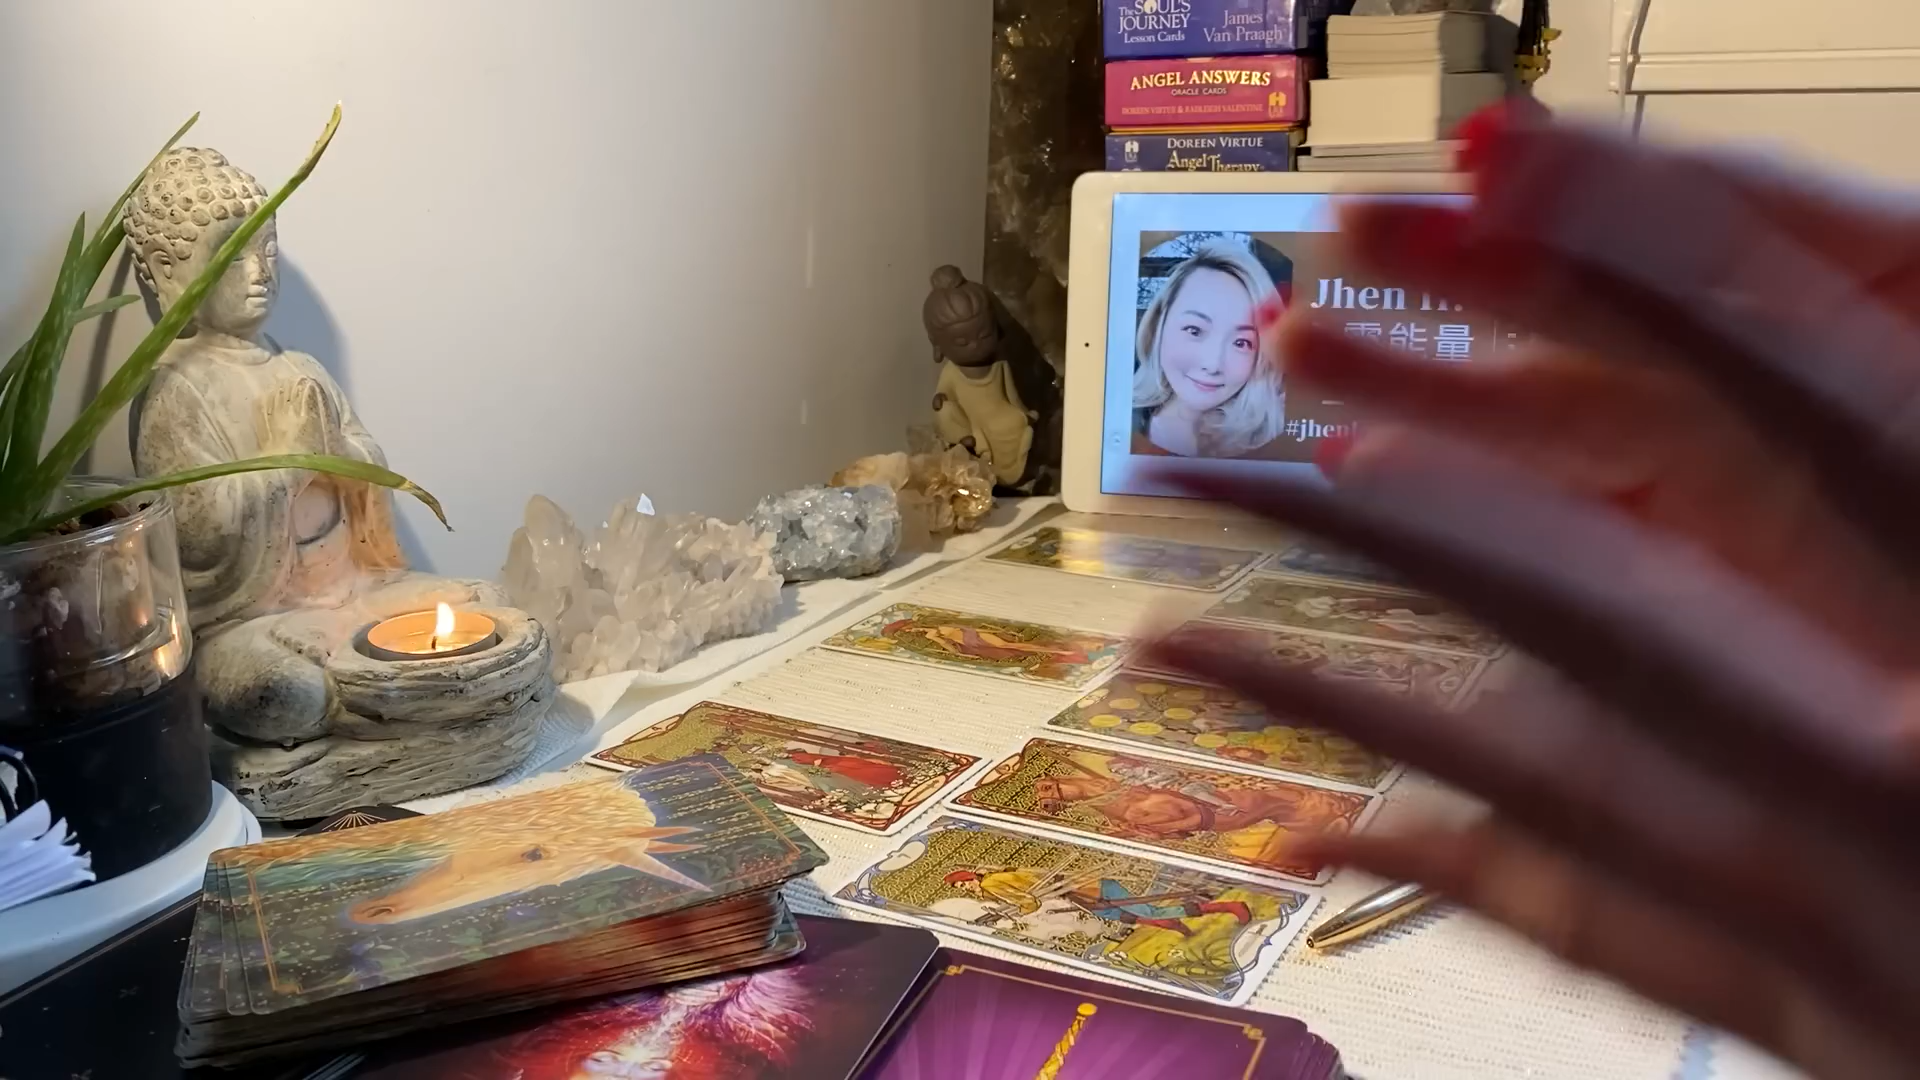 The SOUL'S
JOURNEY
Lesson Cards
James
Van Praagh
ANGEL ANSWERS
ORACLE CARDS
DOREEN VIRTUE & RADLEIGH VALENTINE
DOREEN VIRTUE
Angel Therapy
Jhen
能量